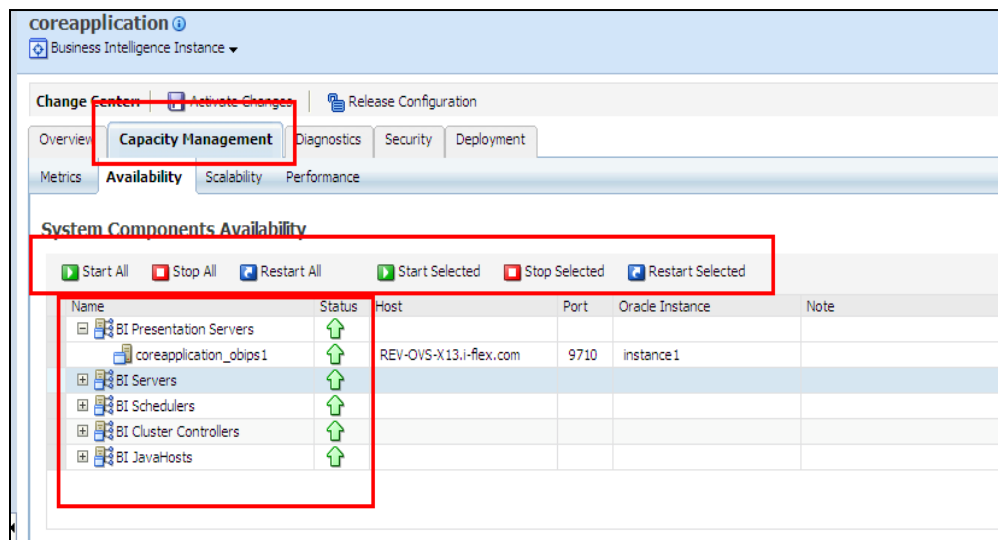 coreapplication
Business Intelligence Instance
Change Center: Activate Changes Release Configuration
Overview Capacity Management Diagnostics Security Deployment
Metrics Availability Scalability Performance
System Components Availability
Start All Stop All Restart All Start Selected Stop Selected Restart Selected
Name Status Host Port Oracle Instance Note
BI Presentation Servers
coreapplication_obips1 REV-OVS-X13.i-flex.com 9710 instance1
BI Servers
BI Schedulers
BI Cluster Controllers
BI JavaHosts